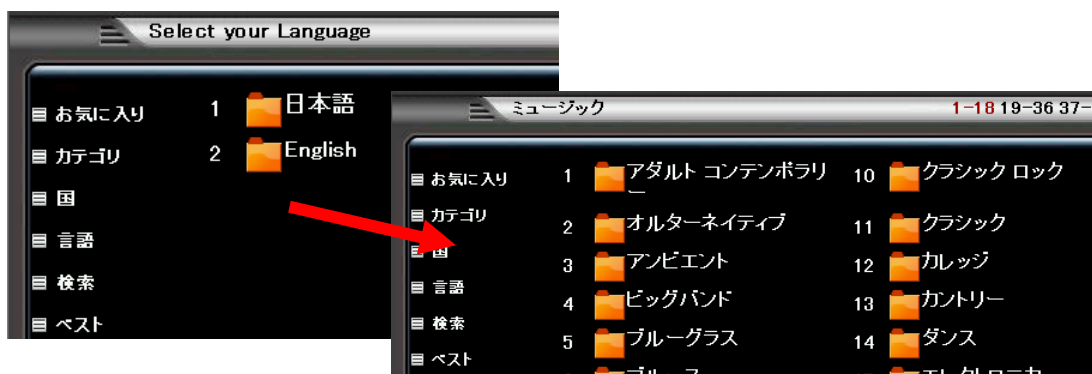 Select your Language
お気に入り
カテゴリ
国
言語
検索
ベスト
1 日本語
2 English
ミュージック 1-18 19-36 37-
お気に入り
カテゴリ
国
言語
検索
ベスト
1 アダルト コンテンポラリ
ー
2 オルターネイティブ
3 アンビエント
4 ビッグバンド
5 ブルーグラス
10 クラシック ロック
11 クラシック
12 カレッジ
13 カントリー
14 ダンス